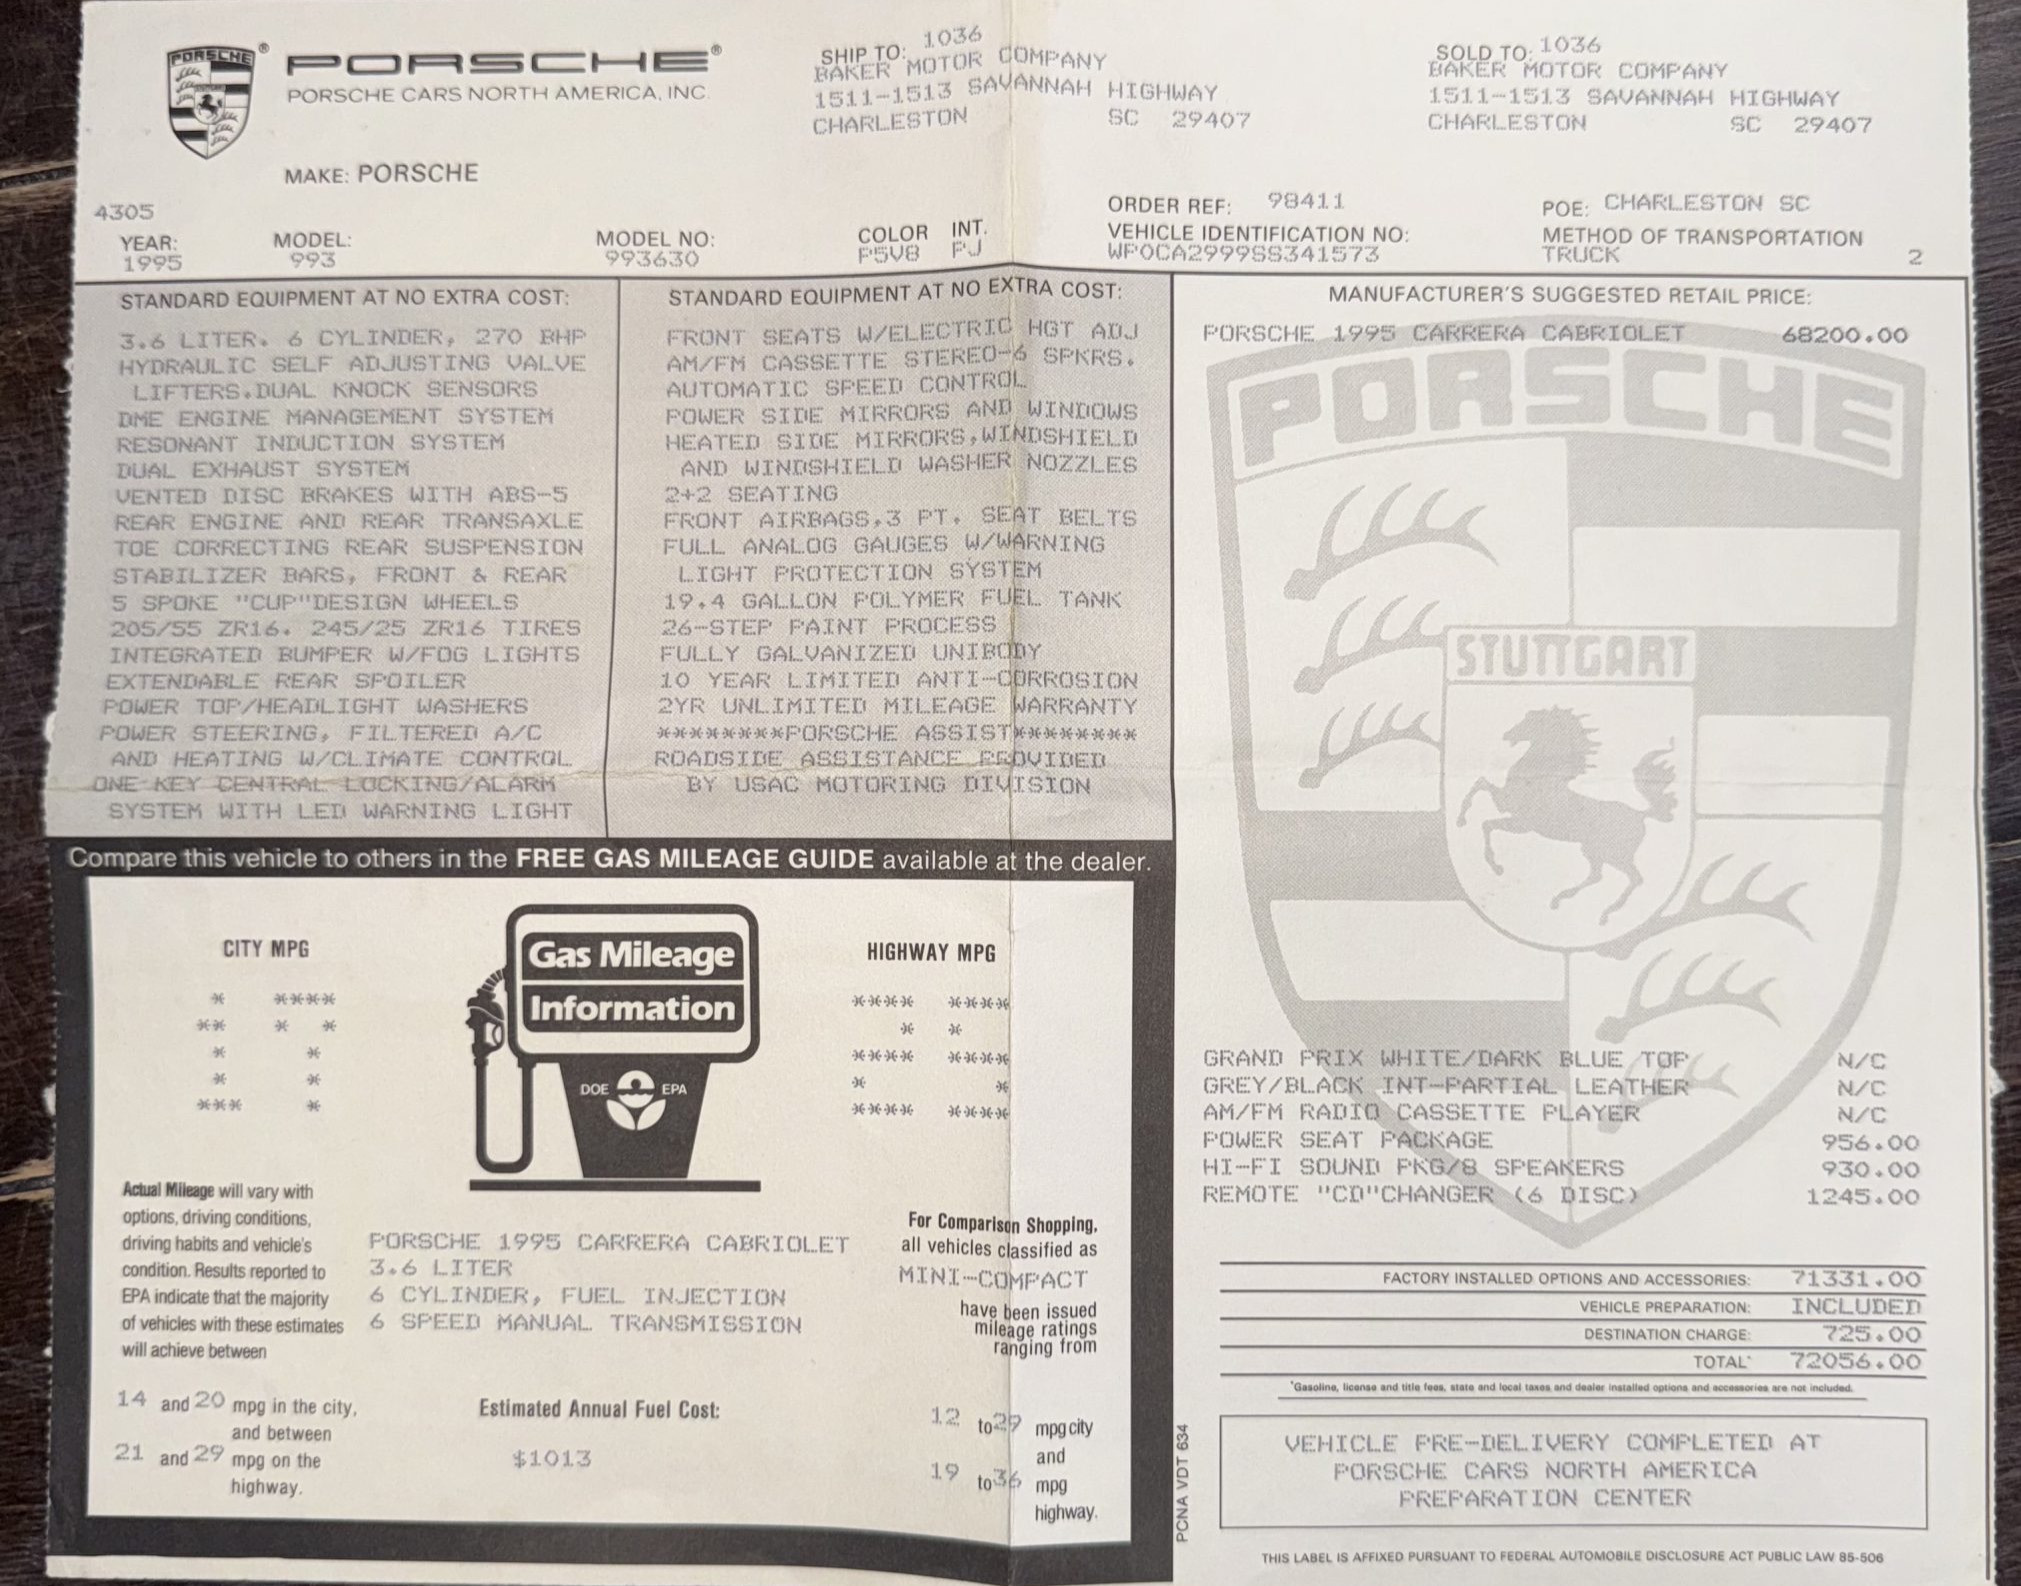 PORSCHE®
PORSCHE CARS NORTH AMERICA, INC.
MAKE: PORSCHE
SHIP TO: 1036
BAKER MOTOR COMPANY
1511-1513 SAVANNAH HIGHWAY
CHARLESTON SC 29407
SOLD TO: 1036
BAKER MOTOR COMPANY
1511-1513 SAVANNAH HIGHWAY
CHARLESTON SC 29407
4305
YEAR: 1995
MODEL: 993
MODEL NO: 993630
COLOR P5V8
INT. PJ
ORDER REF: 98411
VEHICLE IDENTIFICATION NO:
WP0CA2999SS341573
POE: CHARLESTON SC
METHOD OF TRANSPORTATION
TRUCK 2
STANDARD EQUIPMENT AT NO EXTRA COST:
3.6 LITER. 6 CYLINDER, 270 BHP
HYDRAULIC SELF ADJUSTING VALVE
LIFTERS.DUAL KNOCK SENSORS
DME ENGINE MANAGEMENT SYSTEM
RESONANT INDUCTION SYSTEM
DUAL EXHAUST SYSTEM
VENTED DISC BRAKES WITH ABS-5
REAR ENGINE AND REAR TRANSAXLE
TOE CORRECTING REAR SUSPENSION
STABILIZER BARS, FRONT & REAR
5 SPOKE "CUP"DESIGN WHEELS
205/55 ZR16. 245/25 ZR16 TIRES
INTEGRATED BUMPER W/FOG LIGHTS
EXTENDABLE REAR SPOILER
POWER TOP/HEADLIGHT WASHERS
POWER STEERING, FILTERED A/C
AND HEATING W/CLIMATE CONTROL
ONE KEY CENTRAL LOCKING/ALARM
SYSTEM WITH LED WARNING LIGHT
STANDARD EQUIPMENT AT NO EXTRA COST:
FRONT SEATS W/ELECTRIC HGT ADJ
AM/FM CASSETTE STEREO-6 SPKRS.
AUTOMATIC SPEED CONTROL
POWER SIDE MIRRORS AND WINDOWS
HEATED SIDE MIRRORS,WINDSHIELD
AND WINDSHIELD WASHER NOZZLES
2+2 SEATING
FRONT AIRBAGS.3 PT. SEAT BELTS
FULL ANALOG GAUGES W/WARNING
LIGHT PROTECTION SYSTEM
19.4 GALLON POLYMER FUEL TANK
26-STEP PAINT PROCESS
FULLY GALVANIZED UNIBODY
10 YEAR LIMITED ANTI-CORROSION
2YR UNLIMITED MILEAGE WARRANTY
********PORSCHE ASSIST********
ROADSIDE ASSISTANCE PROVIDED
BY USAC MOTORING DIVISION
MANUFACTURER'S SUGGESTED RETAIL PRICE:
PORSCHE 1995 CARRERA CABRIOLET 68200.00
PORSCHE
STUTTGART
GRAND PRIX WHITE/DARK BLUE TOP N/C
GREY/BLACK INT-PARTIAL LEATHER N/C
AM/FM RADIO CASSETTE PLAYER N/C
POWER SEAT PACKAGE 956.00
HI-FI SOUND PKG/8 SPEAKERS 930.00
REMOTE "CD"CHANGER (6 DISC) 1245.00
FACTORY INSTALLED OPTIONS AND ACCESSORIES: 71331.00
VEHICLE PREPARATION: INCLUDED
DESTINATION CHARGE: 725.00
TOTAL* 72056.00
*Gasoline, license and title fees, state and local taxes and dealer installed options and accessories are not included.
VEHICLE PRE-DELIVERY COMPLETED AT
PORSCHE CARS NORTH AMERICA
PREPARATION CENTER
THIS LABEL IS AFFIXED PURSUANT TO FEDERAL AUTOMOBILE DISCLOSURE ACT PUBLIC LAW 85-506
PCNA VDT 634
Compare this vehicle to others in the FREE GAS MILEAGE GUIDE available at the dealer.
CITY MPG
17
Gas Mileage
Information
DOE EPA
HIGHWAY MPG
25
Actual Mileage will vary with
options, driving conditions,
driving habits and vehicle's
condition. Results reported to
EPA indicate that the majority
of vehicles with these estimates
will achieve between
14 and 20 mpg in the city,
and between
21 and 29 mpg on the
highway.
PORSCHE 1995 CARRERA CABRIOLET
3.6 LITER
6 CYLINDER, FUEL INJECTION
6 SPEED MANUAL TRANSMISSION
Estimated Annual Fuel Cost:
$1013
For Comparison Shopping,
all vehicles classified as
MINI-COMPACT
have been issued
mileage ratings
ranging from
12 to 29 mpg city
and
19 to 36 mpg
highway.